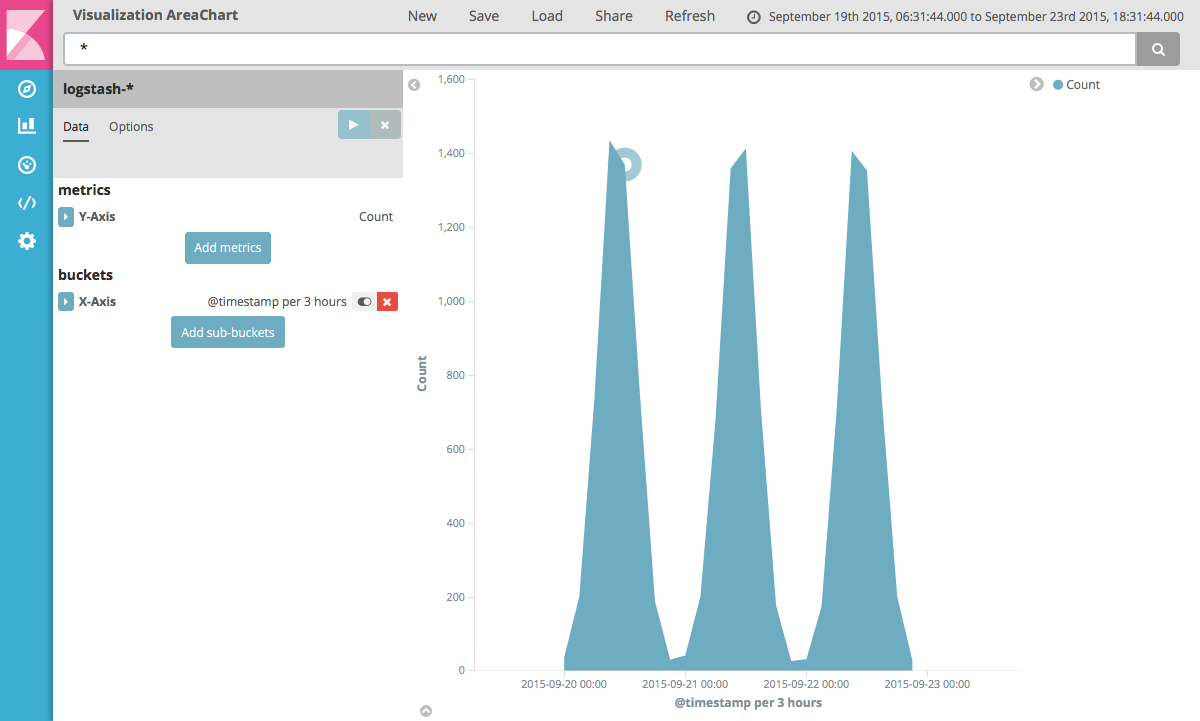 Visualization AreaChart New Save Load Share Refresh September 19th 2015, 06:31:44.000 to September 23rd 2015, 18:31:44.000
*
logstash-*
Data Options
metrics
Y-Axis Count
Add metrics
buckets
X-Axis @timestamp per 3 hours
Add sub-buckets
Count
1,600
1,400
1,200
1,000
800
600
400
200
0
Count
2015-09-20 00:00 2015-09-21 00:00 2015-09-22 00:00 2015-09-23 00:00
@timestamp per 3 hours